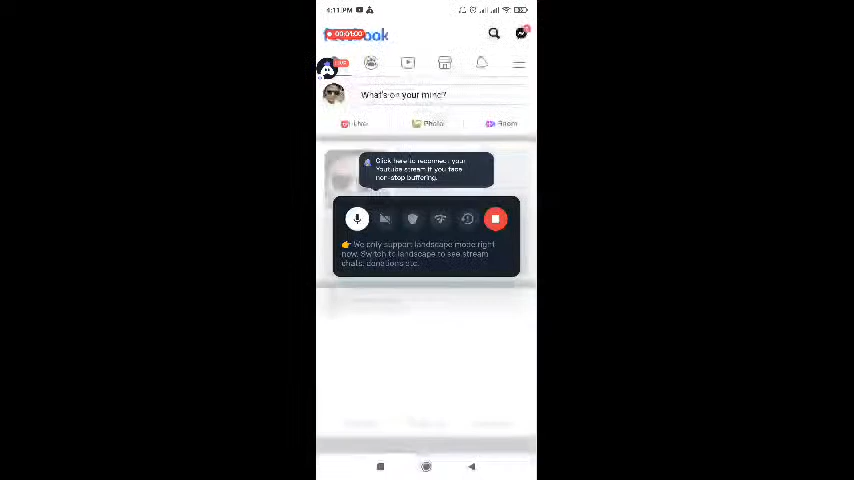 4:11 PM
00:01:00
ook
What's on your mind?
Live
Photo
Room
Click here to reconnect your
Youtube stream if you face
non-stop buffering.
👉 We only support landscape mode right
now. Switch to landscape to see stream
chats, donations etc.